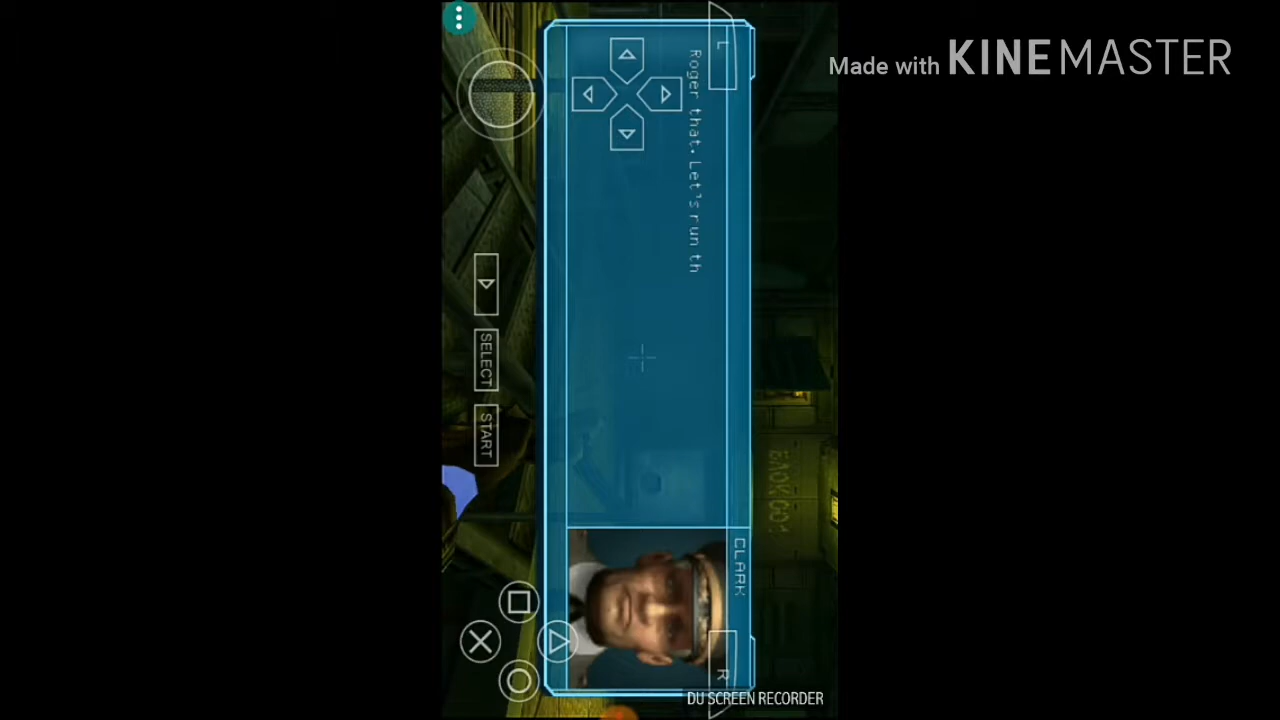 Made with KINEMASTER
L
CLARK
Roger that. Let's run th
R
SELECT
START
DU SCREEN RECORDER